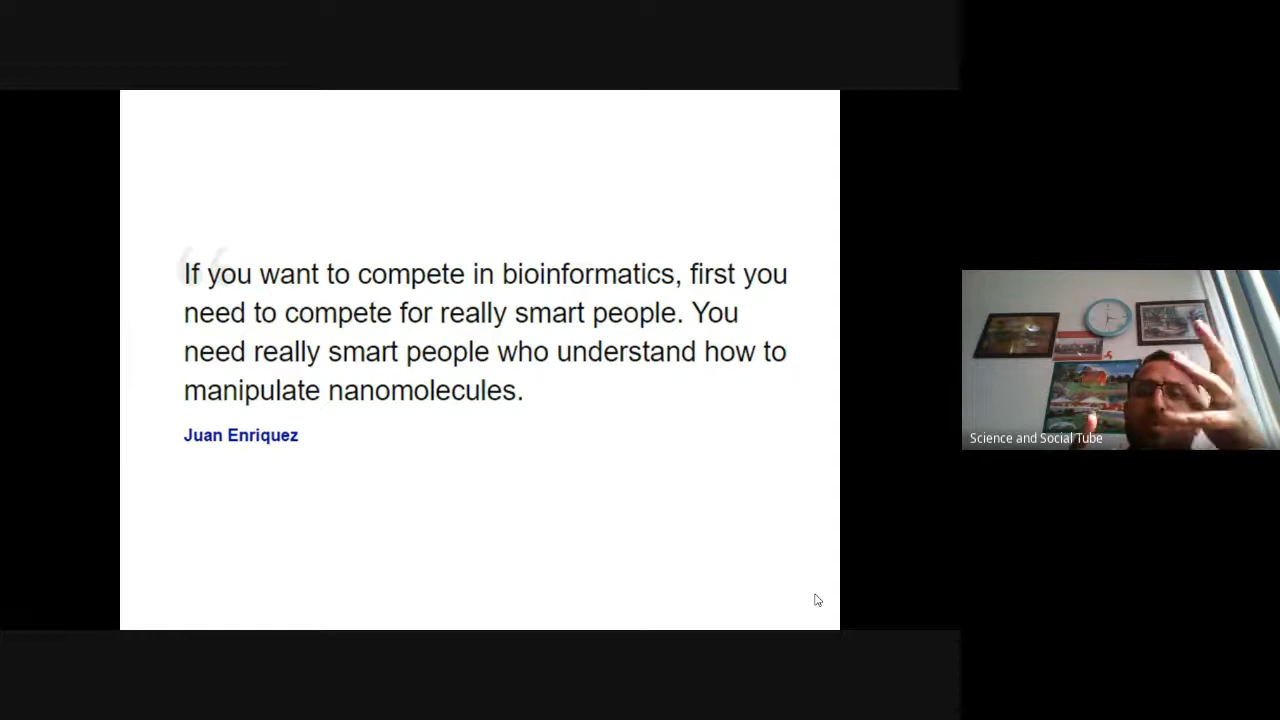 If you want to compete in bioinformatics, first you
need to compete for really smart people. You
need really smart people who understand how to
manipulate nanomolecules.
Juan Enriquez
Science and Social Tube